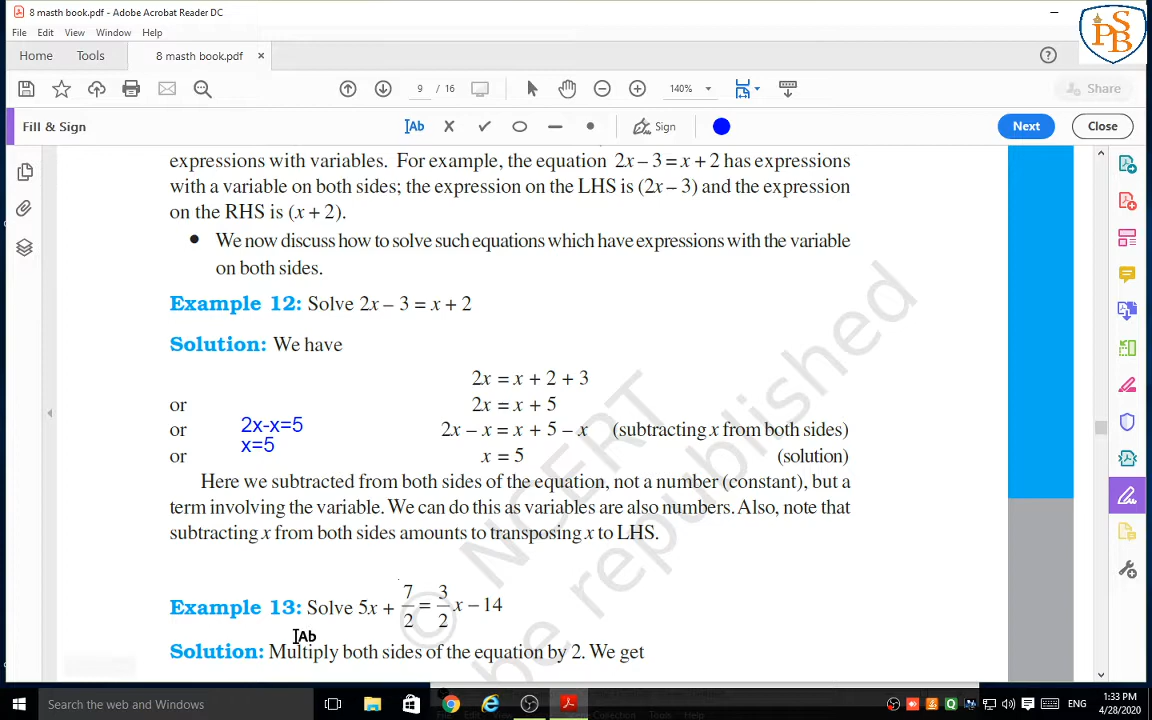 8 masth book.pdf - Adobe Acrobat Reader DC
File Edit View Window Help
Home Tools 8 masth book.pdf ×
9 / 16 140% Share
Fill & Sign Ab Sign Next Close
PSB
expressions with variables. For example, the equation 2x – 3 = x + 2 has expressions
with a variable on both sides; the expression on the LHS is (2x – 3) and the expression
on the RHS is (x + 2).
• We now discuss how to solve such equations which have expressions with the variable
on both sides.
Example 12: Solve 2x – 3 = x + 2
Solution: We have
2x = x + 2 + 3
or 2x = x + 5
2x-x=5
or 2x – x = x + 5 – x (subtracting x from both sides)
x=5
or x = 5 (solution)
Here we subtracted from both sides of the equation, not a number (constant), but a
term involving the variable. We can do this as variables are also numbers. Also, note that
subtracting x from both sides amounts to transposing x to LHS.
Example 13: Solve 5x + 7/2 = 3/2 x – 14
Ab
Solution: Multiply both sides of the equation by 2. We get
© NCERT
be republished
Search the web and Windows
ENG
1:33 PM
4/28/2020